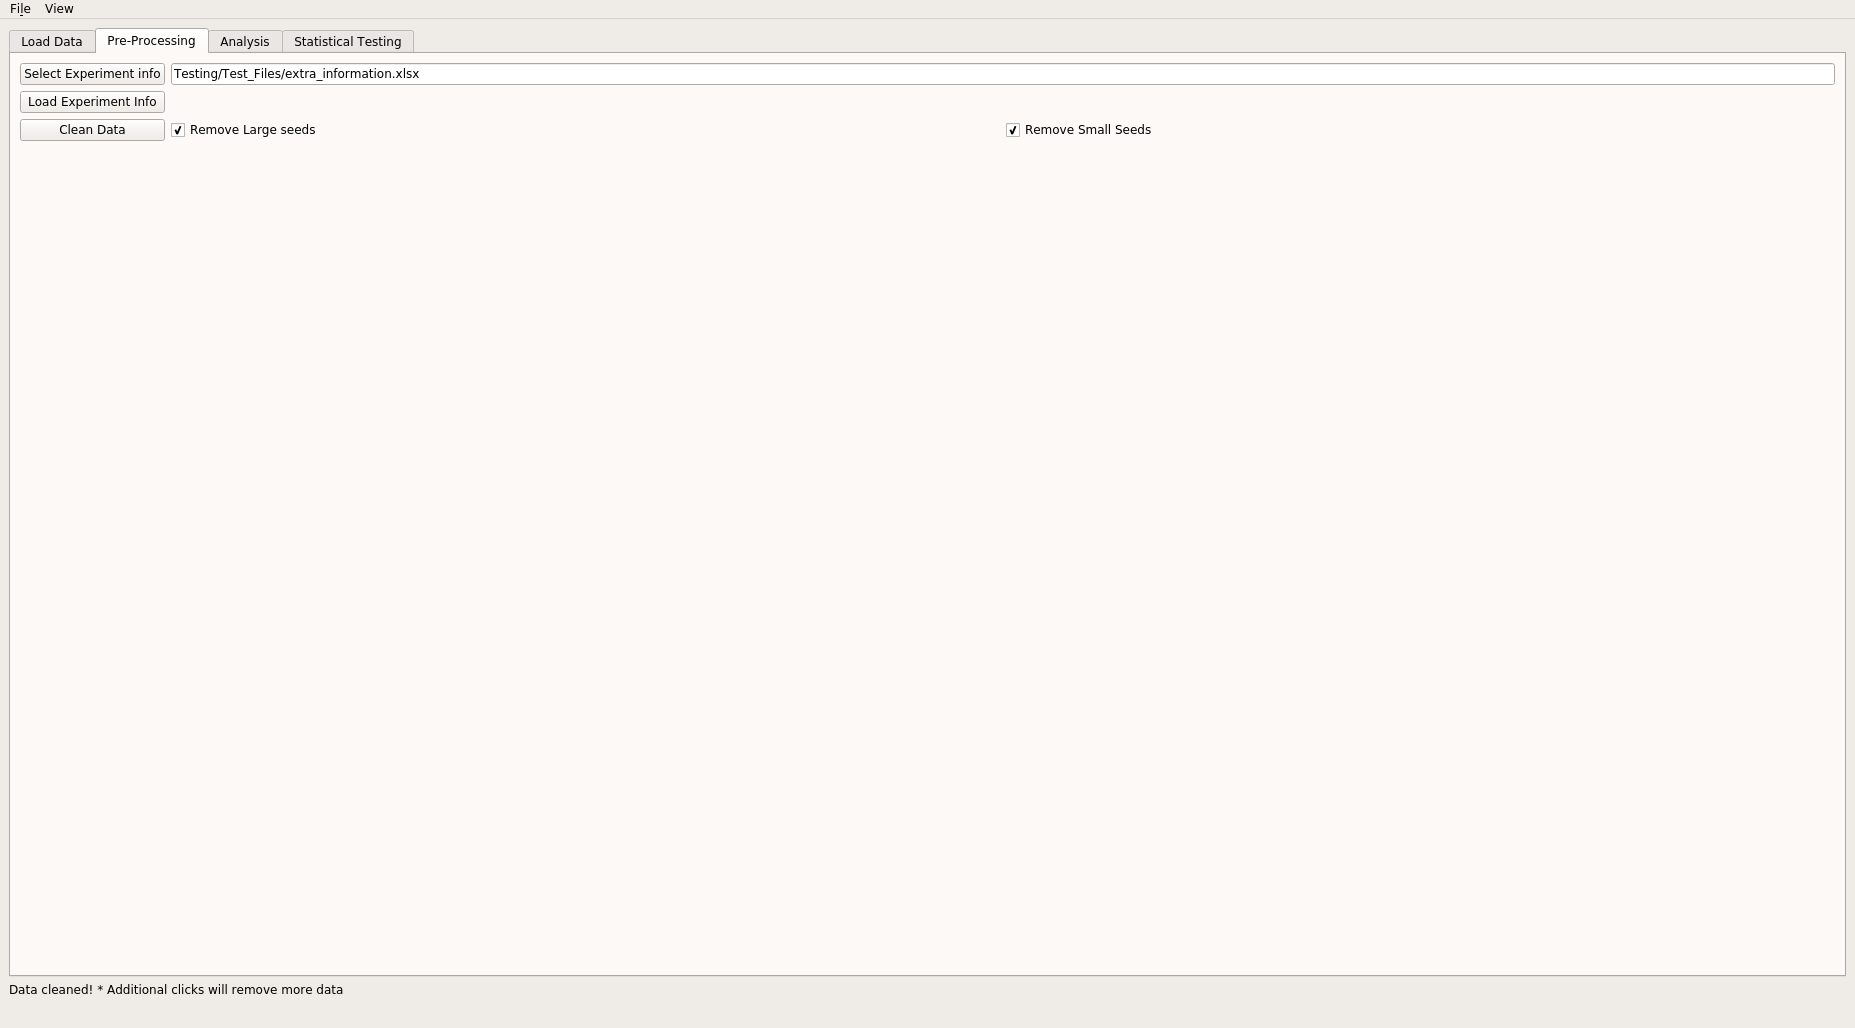 File View
Load Data Pre-Processing Analysis Statistical Testing
Select Experiment info Testing/Test_Files/extra_information.xlsx
Load Experiment Info
Clean Data Remove Large seeds Remove Small Seeds
Data cleaned! * Additional clicks will remove more data